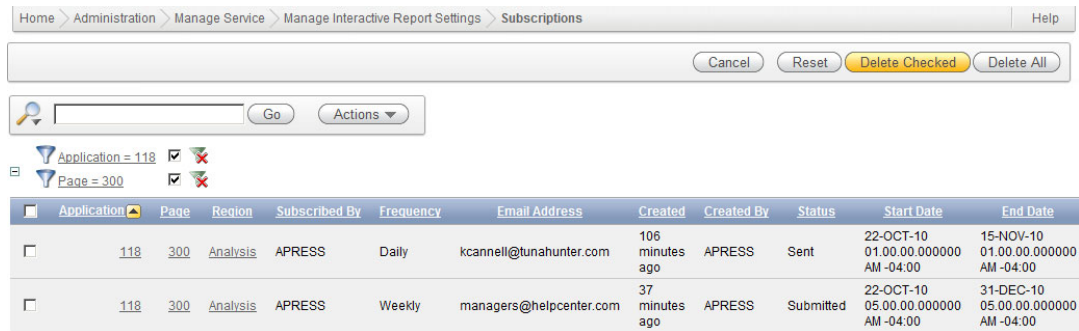 Home Administration Manage Service Manage Interactive Report Settings Subscriptions Help
Cancel Reset Delete Checked Delete All
Go Actions
Application = 118
Page = 300
Application Page Region Subscribed By Frequency Email Address Created Created By Status Start Date End Date
118 300 Analysis APRESS Daily kcannell@tunahunter.com 106 minutes ago APRESS Sent 22-OCT-10 01.00.00.000000 AM -04:00 15-NOV-10 01.00.00.000000 AM -04:00
118 300 Analysis APRESS Weekly managers@helpcenter.com 37 minutes ago APRESS Submitted 22-OCT-10 05.00.00.000000 AM -04:00 31-DEC-10 05.00.00.000000 AM -04:00